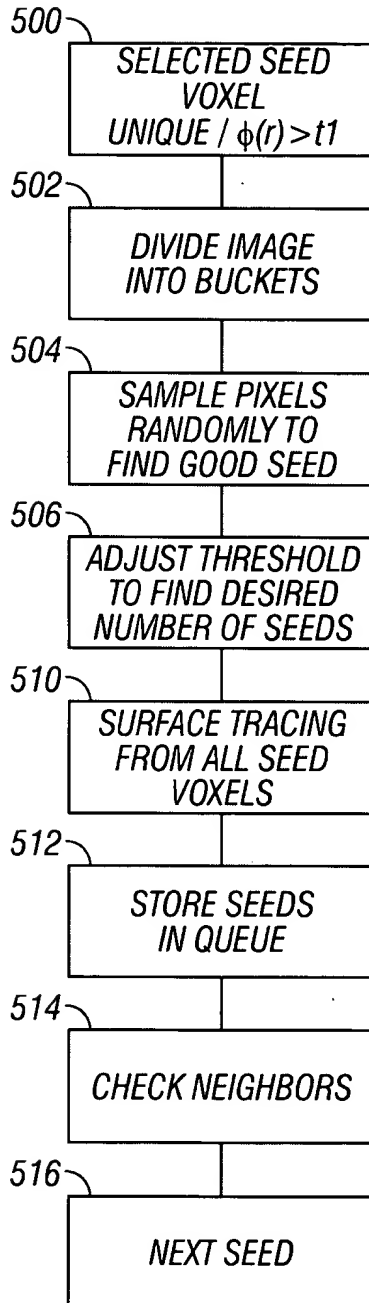 500
SELECTED SEED
VOXEL
UNIQUE / ϕ(r) > t1
502
DIVIDE IMAGE
INTO BUCKETS
504
SAMPLE PIXELS
RANDOMLY TO
FIND GOOD SEED
506
ADJUST THRESHOLD
TO FIND DESIRED
NUMBER OF SEEDS
510
SURFACE TRACING
FROM ALL SEED
VOXELS
512
STORE SEEDS
IN QUEUE
514
CHECK NEIGHBORS
516
NEXT SEED